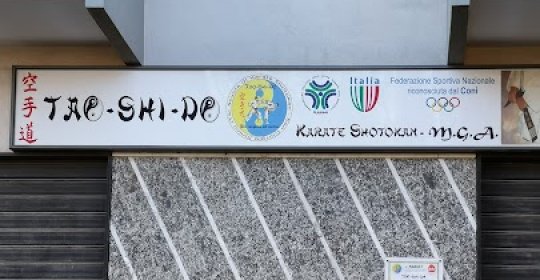 空手道
TAO-SHI-DO
Italia
Federazione Sportiva Nazionale
riconosciuta dal Coni
KARATE SHOTOKAN - M.G.A.